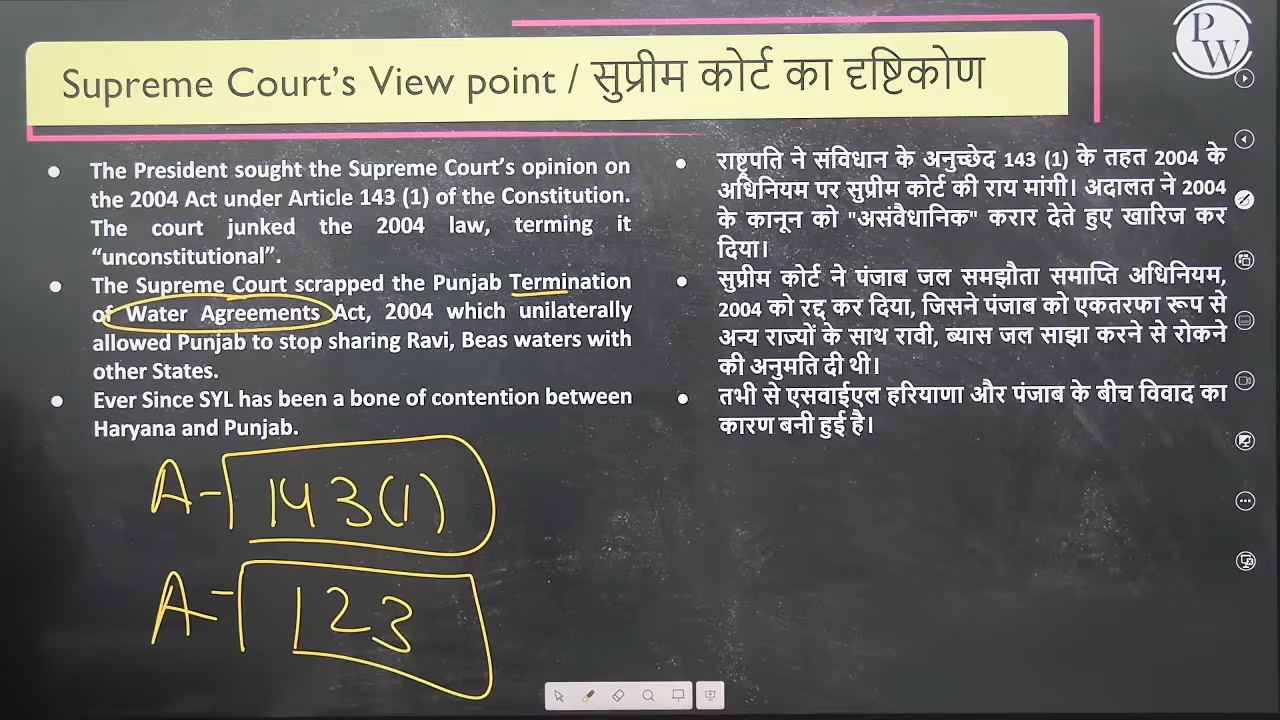 PW
Supreme Court's View point / सुप्रीम कोर्ट का दृष्टिकोण
• The President sought the Supreme Court's opinion on
the 2004 Act under Article 143 (1) of the Constitution.
The court junked the 2004 law, terming it
“unconstitutional”.
• The Supreme Court scrapped the Punjab Termination
of Water Agreements Act, 2004 which unilaterally
allowed Punjab to stop sharing Ravi, Beas waters with
other States.
• Ever Since SYL has been a bone of contention between
Haryana and Punjab.
• राष्ट्रपति ने संविधान के अनुच्छेद 143 (1) के तहत 2004 के
अधिनियम पर सुप्रीम कोर्ट की राय मांगी। अदालत ने 2004
के कानून को "असंवैधानिक" करार देते हुए खारिज कर
दिया।
• सुप्रीम कोर्ट ने पंजाब जल समझौता समाप्ति अधिनियम,
2004 को रद्द कर दिया, जिसने पंजाब को एकतरफा रूप से
अन्य राज्यों के साथ रावी, ब्यास जल साझा करने से रोकने
की अनुमति दी थी।
• तभी से एसवाईएल हरियाणा और पंजाब के बीच विवाद का
कारण बनी हुई है।
A- 143(1)
A- 123